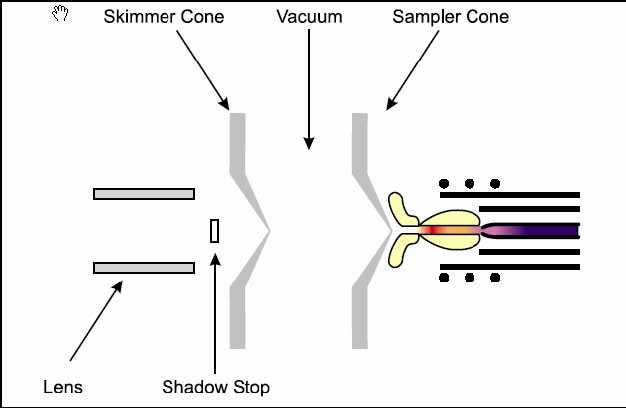 Skimmer Cone
Vacuum
Sampler Cone
Lens
Shadow Stop